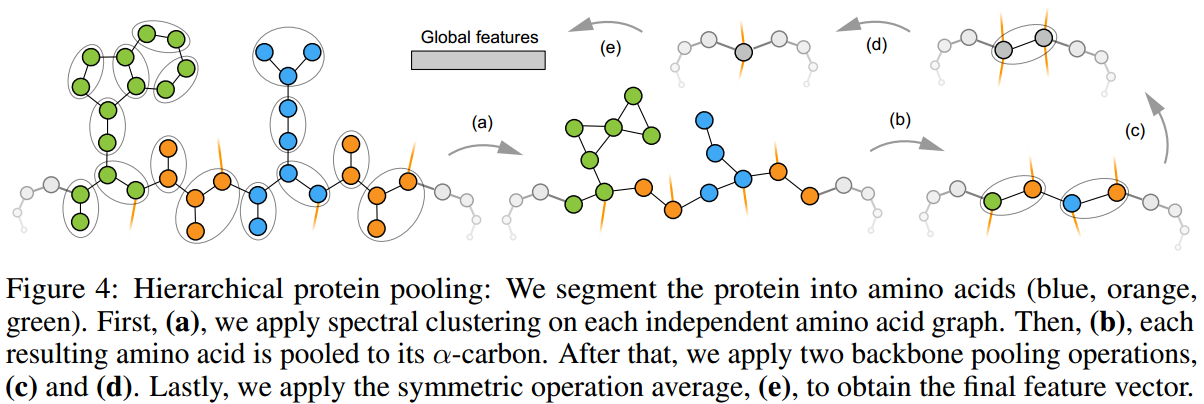 Global features
(e)
(d)
(a)
(b)
(c)
Figure 4: Hierarchical protein pooling: We segment the protein into amino acids (blue, orange,
green). First, (a), we apply spectral clustering on each independent amino acid graph. Then, (b), each
resulting amino acid is pooled to its α-carbon. After that, we apply two backbone pooling operations,
(c) and (d). Lastly, we apply the symmetric operation average, (e), to obtain the final feature vector.